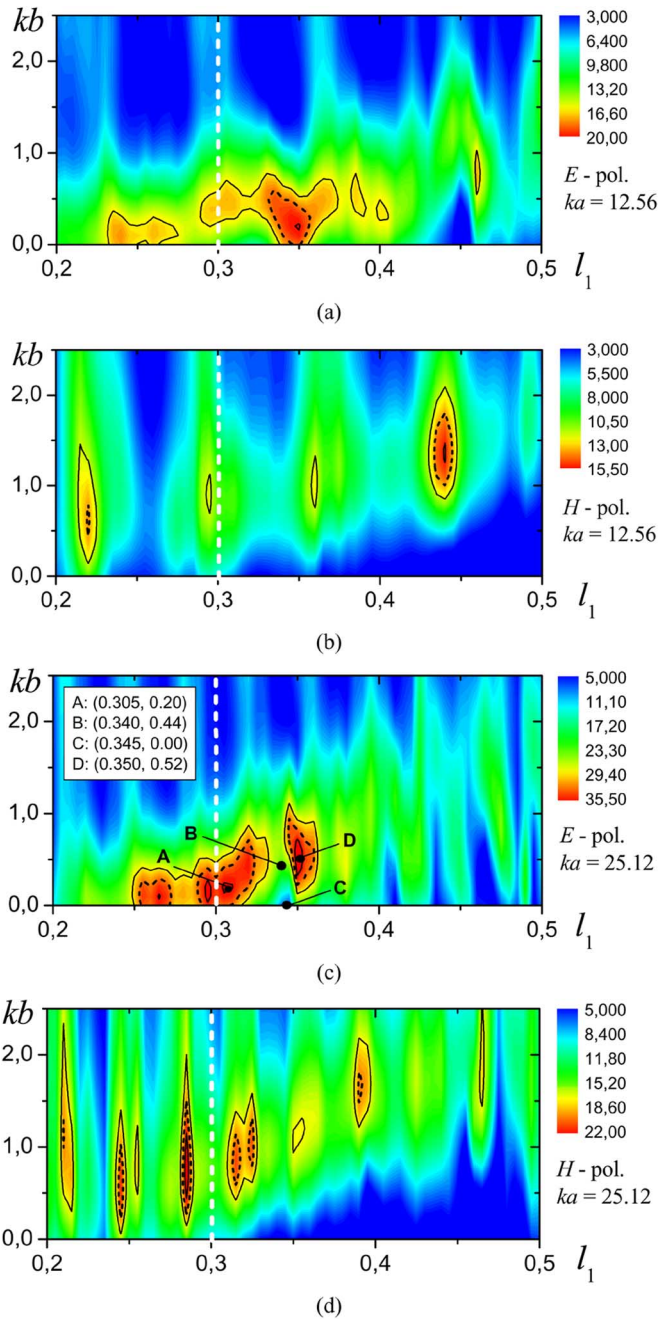 (a)
kb
2,0
1,0
0,0
0,2 0,3 0,4 0,5
l1
3,000
6,400
9,800
13,20
16,60
20,00
E - pol.
ka = 12.56
(a)
kb
2,0
1,0
0,0
0,2 0,3 0,4 0,5
l1
3,000
5,500
8,000
10,50
13,00
15,50
H - pol.
ka = 12.56
(b)
kb
2,0
1,0
0,0
A: (0.305, 0.20)
B: (0.340, 0.44)
C: (0.345, 0.00)
D: (0.350, 0.52)
B
D
A
C
0,2 0,3 0,4 0,5
l1
5,000
11,10
17,20
23,30
29,40
35,50
E - pol.
ka = 25.12
(c)
kb
2,0
1,0
0,0
0,2 0,3 0,4 0,5
l1
5,000
8,400
11,80
15,20
18,60
22,00
H - pol.
ka = 25.12
(d)